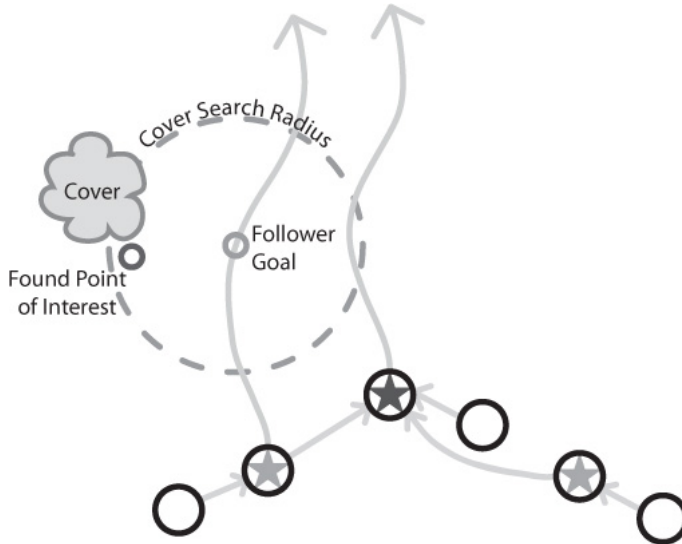 Cover Search Radius
Cover
Follower
Goal
Found Point
of Interest